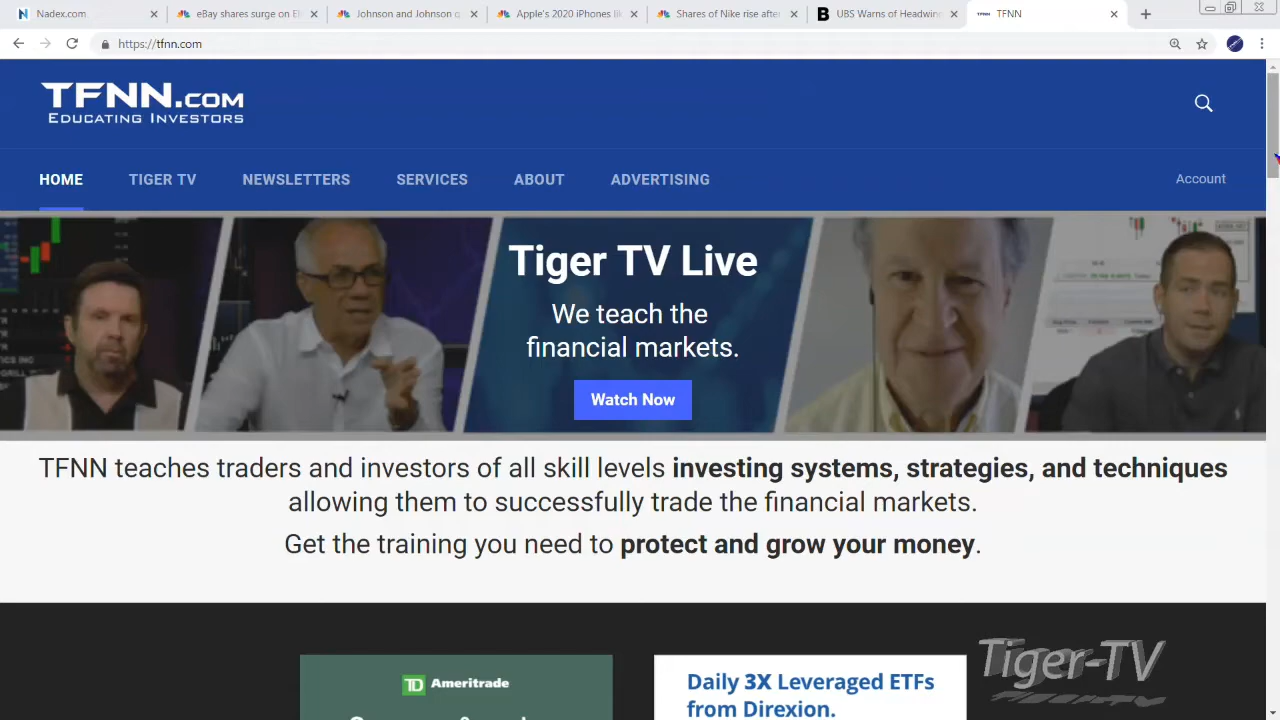 Nadex.com
eBay shares surge on El
Johnson and Johnson
Apple's 2020 iPhones li
Shares of Nike rise after
B
UBS Warns of Headwin
TFNN
https://tfnn.com
TFNN.COM
EDUCATING INVESTORS
HOME
TIGER TV
NEWSLETTERS
SERVICES
ABOUT
ADVERTISING
Account
Tiger TV Live
We teach the
financial markets.
Watch Now
TFNN teaches traders and investors of all skill levels investing systems, strategies, and techniques
allowing them to successfully trade the financial markets.
Get the training you need to protect and grow your money.
TD Ameritrade
Daily 3X Leveraged ETFs
from Direxion.
Tiger-TV